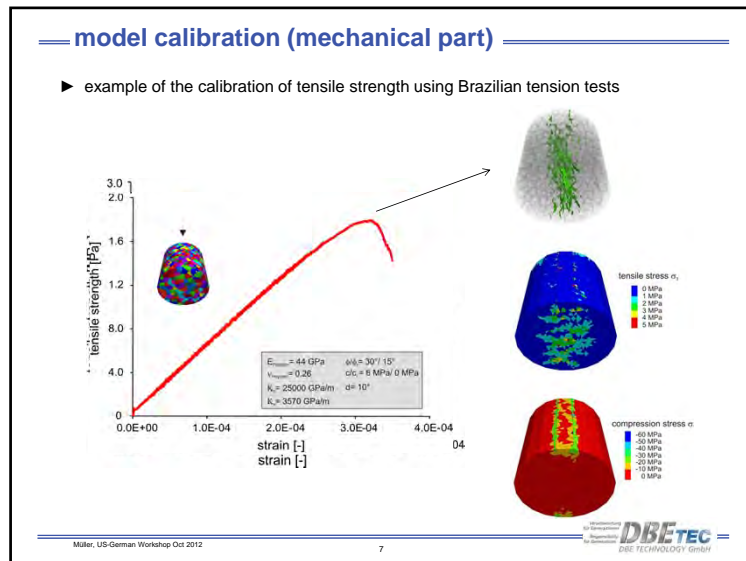 model calibration (mechanical part)
► example of the calibration of tensile strength using Brazilian tension tests
3.0
2.0
1.6
1.2
8.0
4.0
0
tensile strength [Pa]
0.0E+00 1.0E-04 2.0E-04 3.0E-04 4.0E-04
strain [-] 04
strain [-]
= 44 GPa = 30°/ 15°
= 0.26 = 6 MPa/ 0 MPa
= 25000 GPa/m d= 10°
= 3570 GPa/m
tensile stress
0 MPa
1 MPa
2 MPa
3 MPa
4 MPa
5 MPa
compression stress σ
-60 MPa
-50 MPa
-40 MPa
-30 MPa
-20 MPa
-10 MPa
0 MPa
Müller, US-German Workshop Oct 2012
7
DBE TEC
DBE TECHNOLOGY GmbH